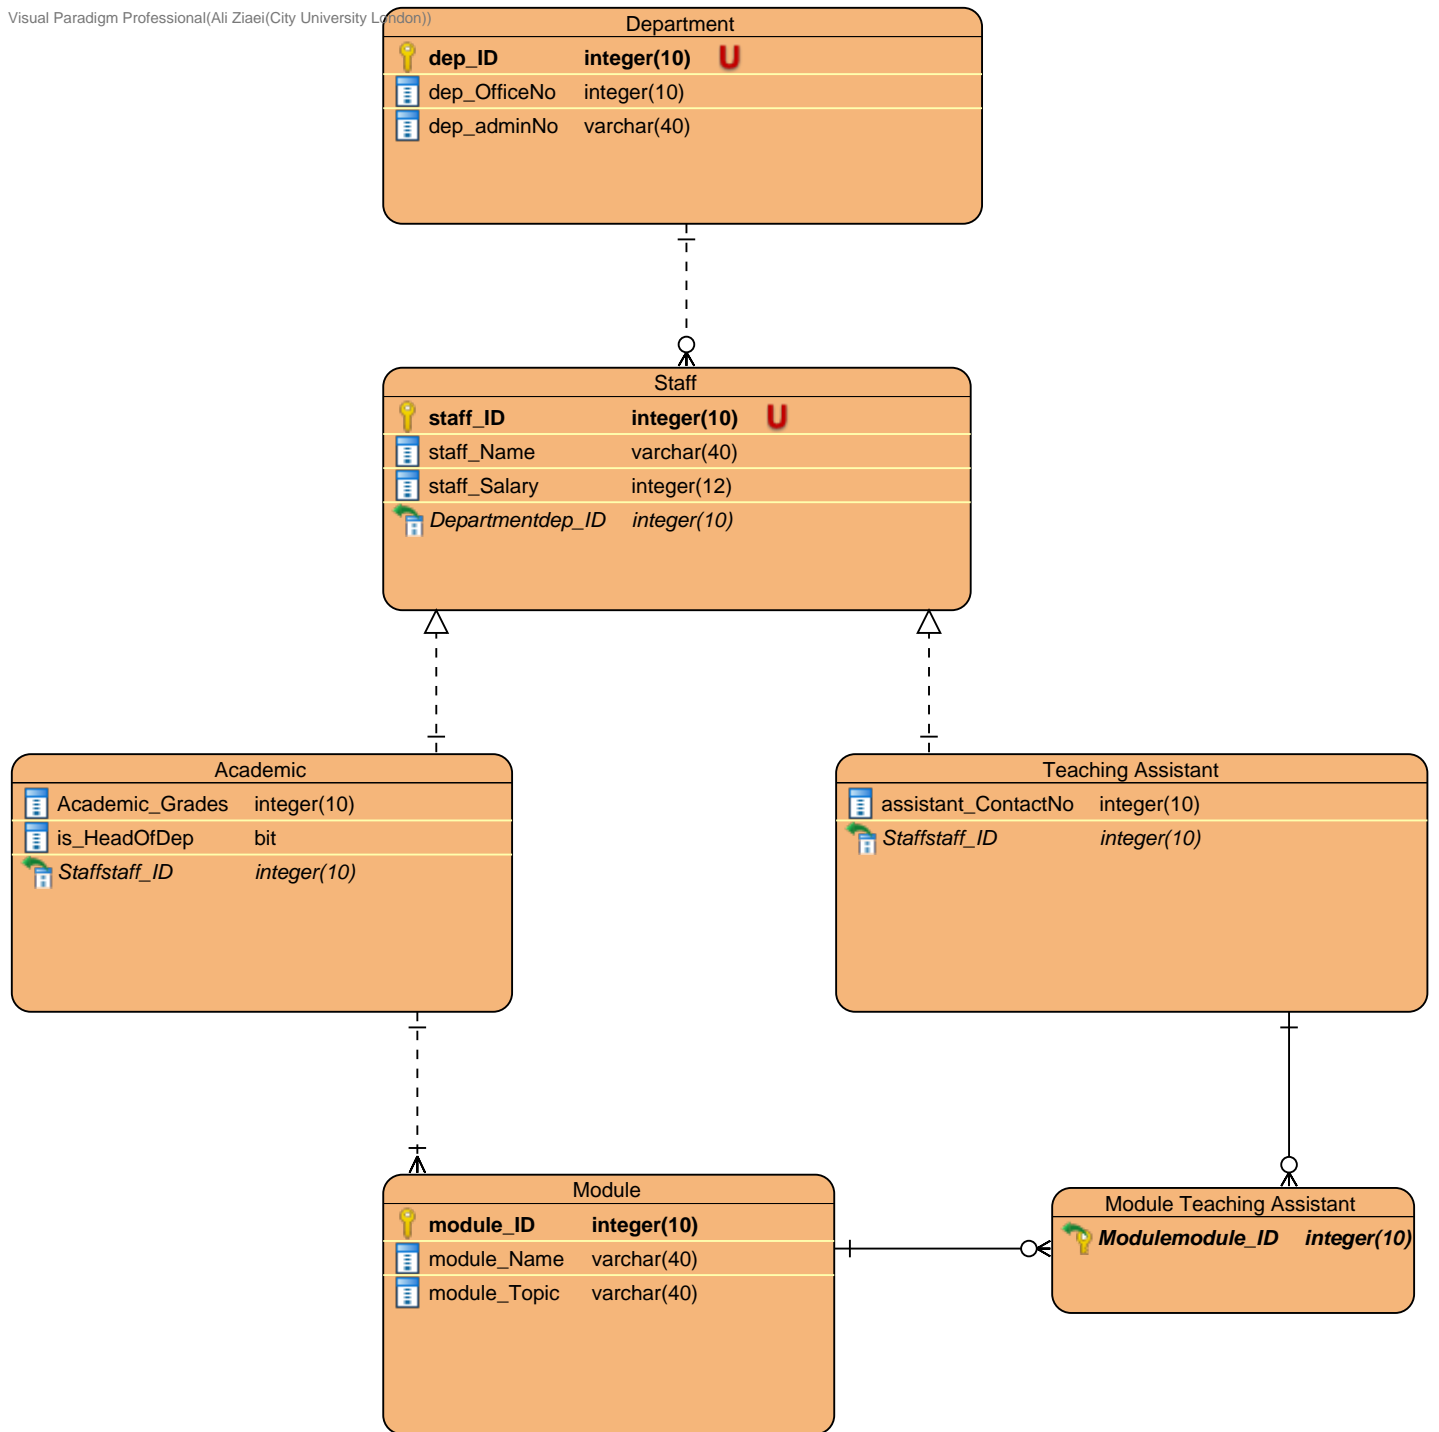 Visual Paradigm Professional(Ali Ziaei(City University London))
Department
dep_ID integer(10) U
dep_OfficeNo integer(10)
dep_adminNo varchar(40)
Staff
staff_ID integer(10) U
staff_Name varchar(40)
staff_Salary integer(12)
Departmentdep_ID integer(10)
Academic
Academic_Grades integer(10)
is_HeadOfDep bit
Staffstaff_ID integer(10)
Teaching Assistant
assistant_ContactNo integer(10)
Staffstaff_ID integer(10)
Module
module_ID integer(10)
module_Name varchar(40)
module_Topic varchar(40)
Module Teaching Assistant
Modulemodule_ID integer(10)